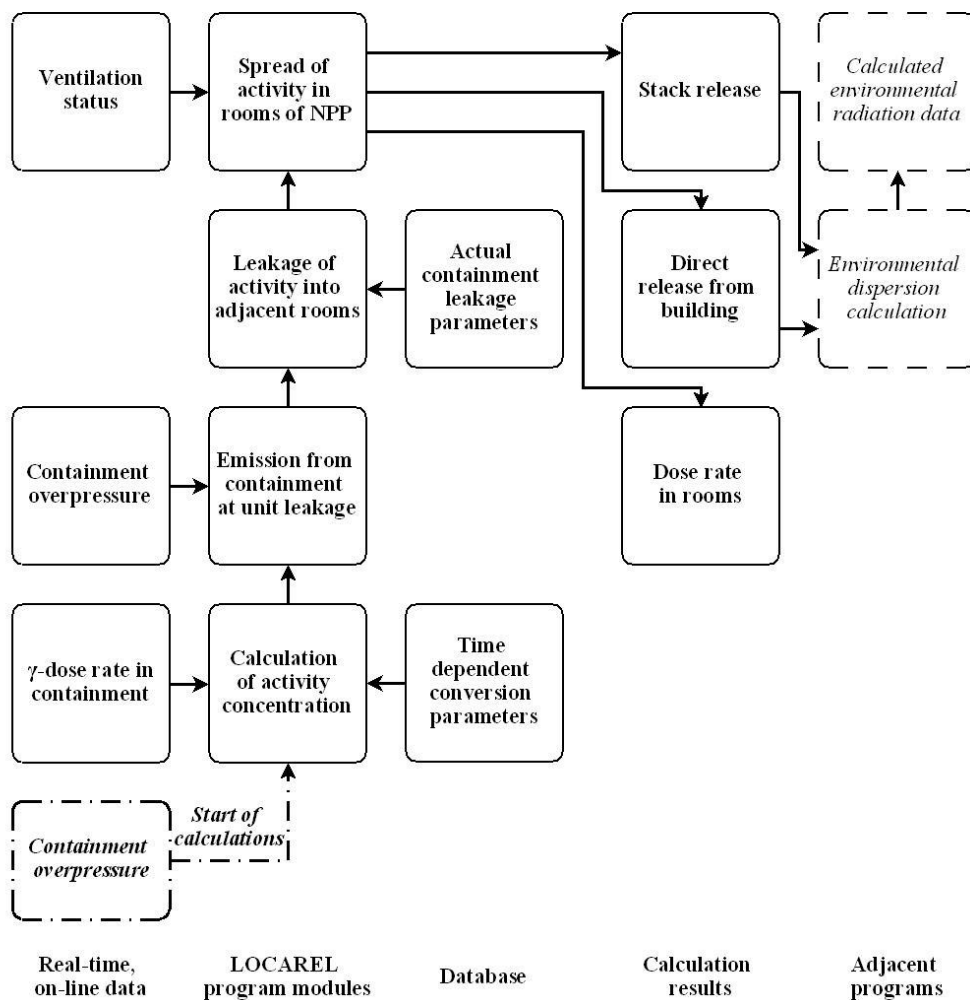 Ventilation
status
Spread of
activity in
rooms of NPP
Stack release
Calculated
environmental
radiation data
Leakage of
activity into
adjacent rooms
Actual
containment
leakage
parameters
Direct
release from
building
Environmental
dispersion
calculation
Containment
overpressure
Emission from
containment
at unit leakage
Dose rate
in rooms
γ-dose rate in
containment
Calculation
of activity
concentration
Time
dependent
conversion
parameters
Containment
overpressure
Start of
calculations
Real-time,
on-line data
LOCAREL
program modules
Database
Calculation
results
Adjacent
programs